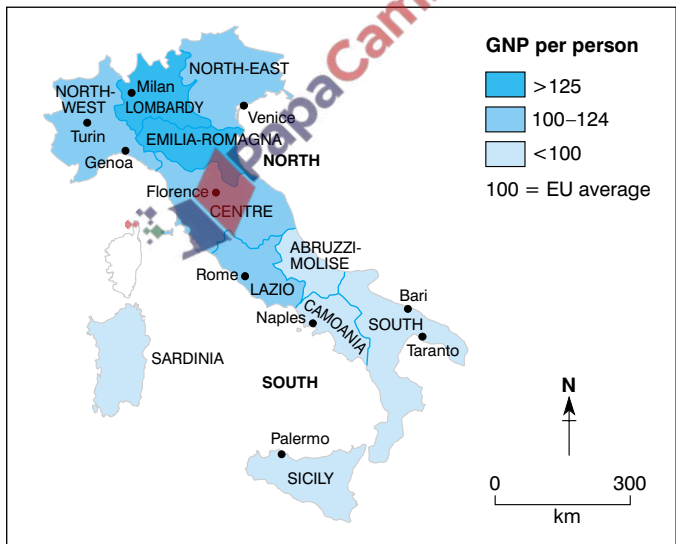 GNP per person
>125
100–124
<100
100 = EU average
NORTH-EAST
NORTH-
WEST
Milan
LOMBARDY
Venice
Turin
EMILIA-ROMAGNA
Genoa
NORTH
Florence
CENTRE
ABRUZZI-
MOLISE
Rome
LAZIO
Bari
Naples
CAMOANIA
SOUTH
Taranto
SARDINIA
SOUTH
N
Palermo
SICILY
0 300
km
PapaCam